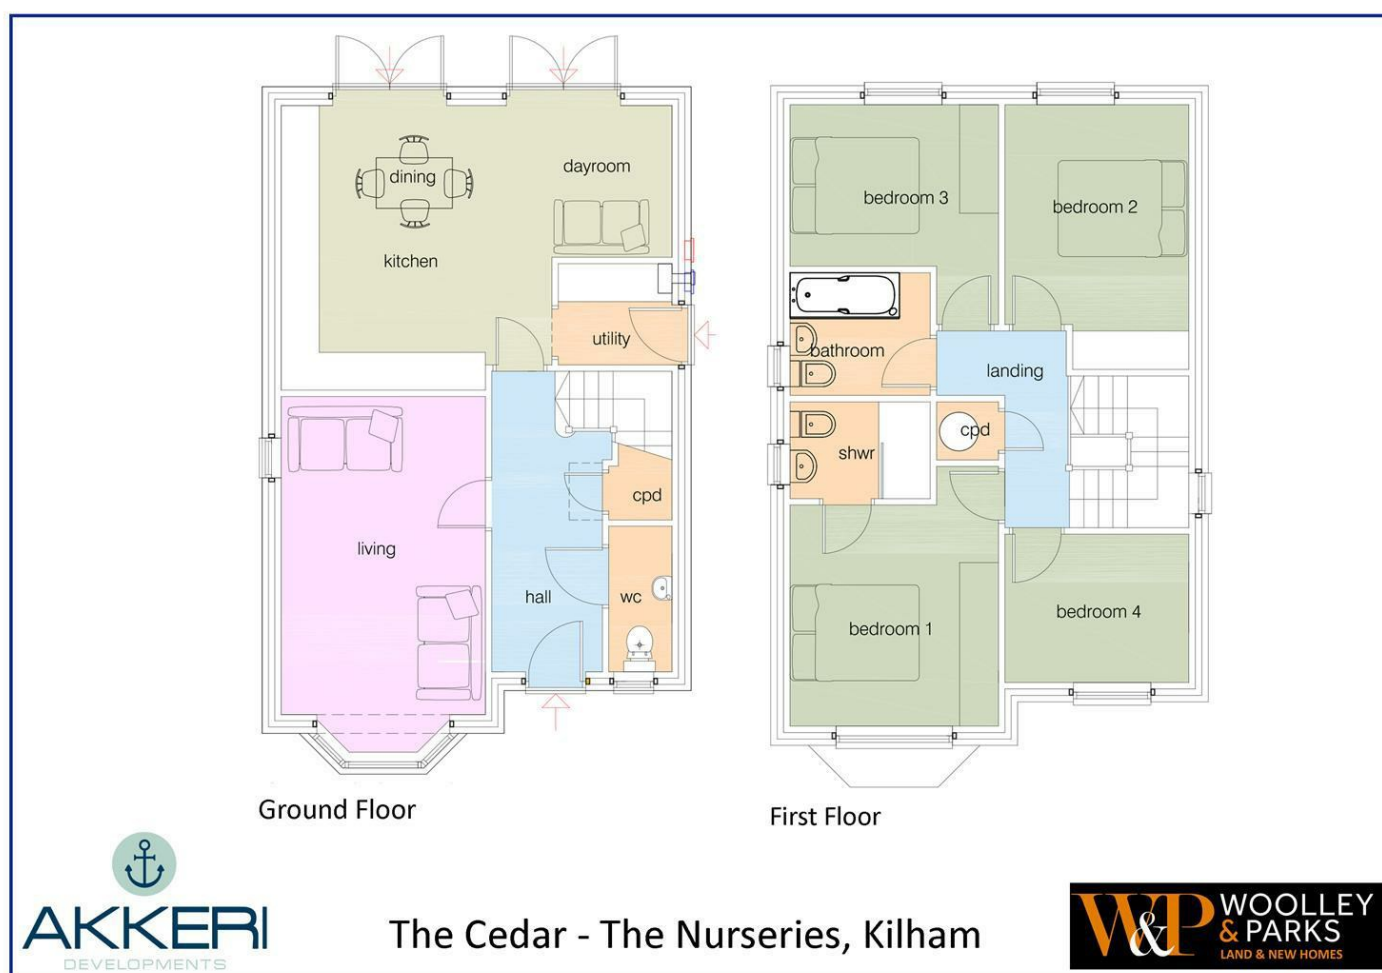 dining
dayroom
kitchen
utility
living
hall
cpd
wc
Ground Floor
bedroom 3
bedroom 2
bathroom
landing
cpd
shwr
bedroom 1
bedroom 4
First Floor
AKKERI
DEVELOPMENTS
The Cedar - The Nurseries, Kilham
W&P
WOOLLEY
& PARKS
LAND & NEW HOMES